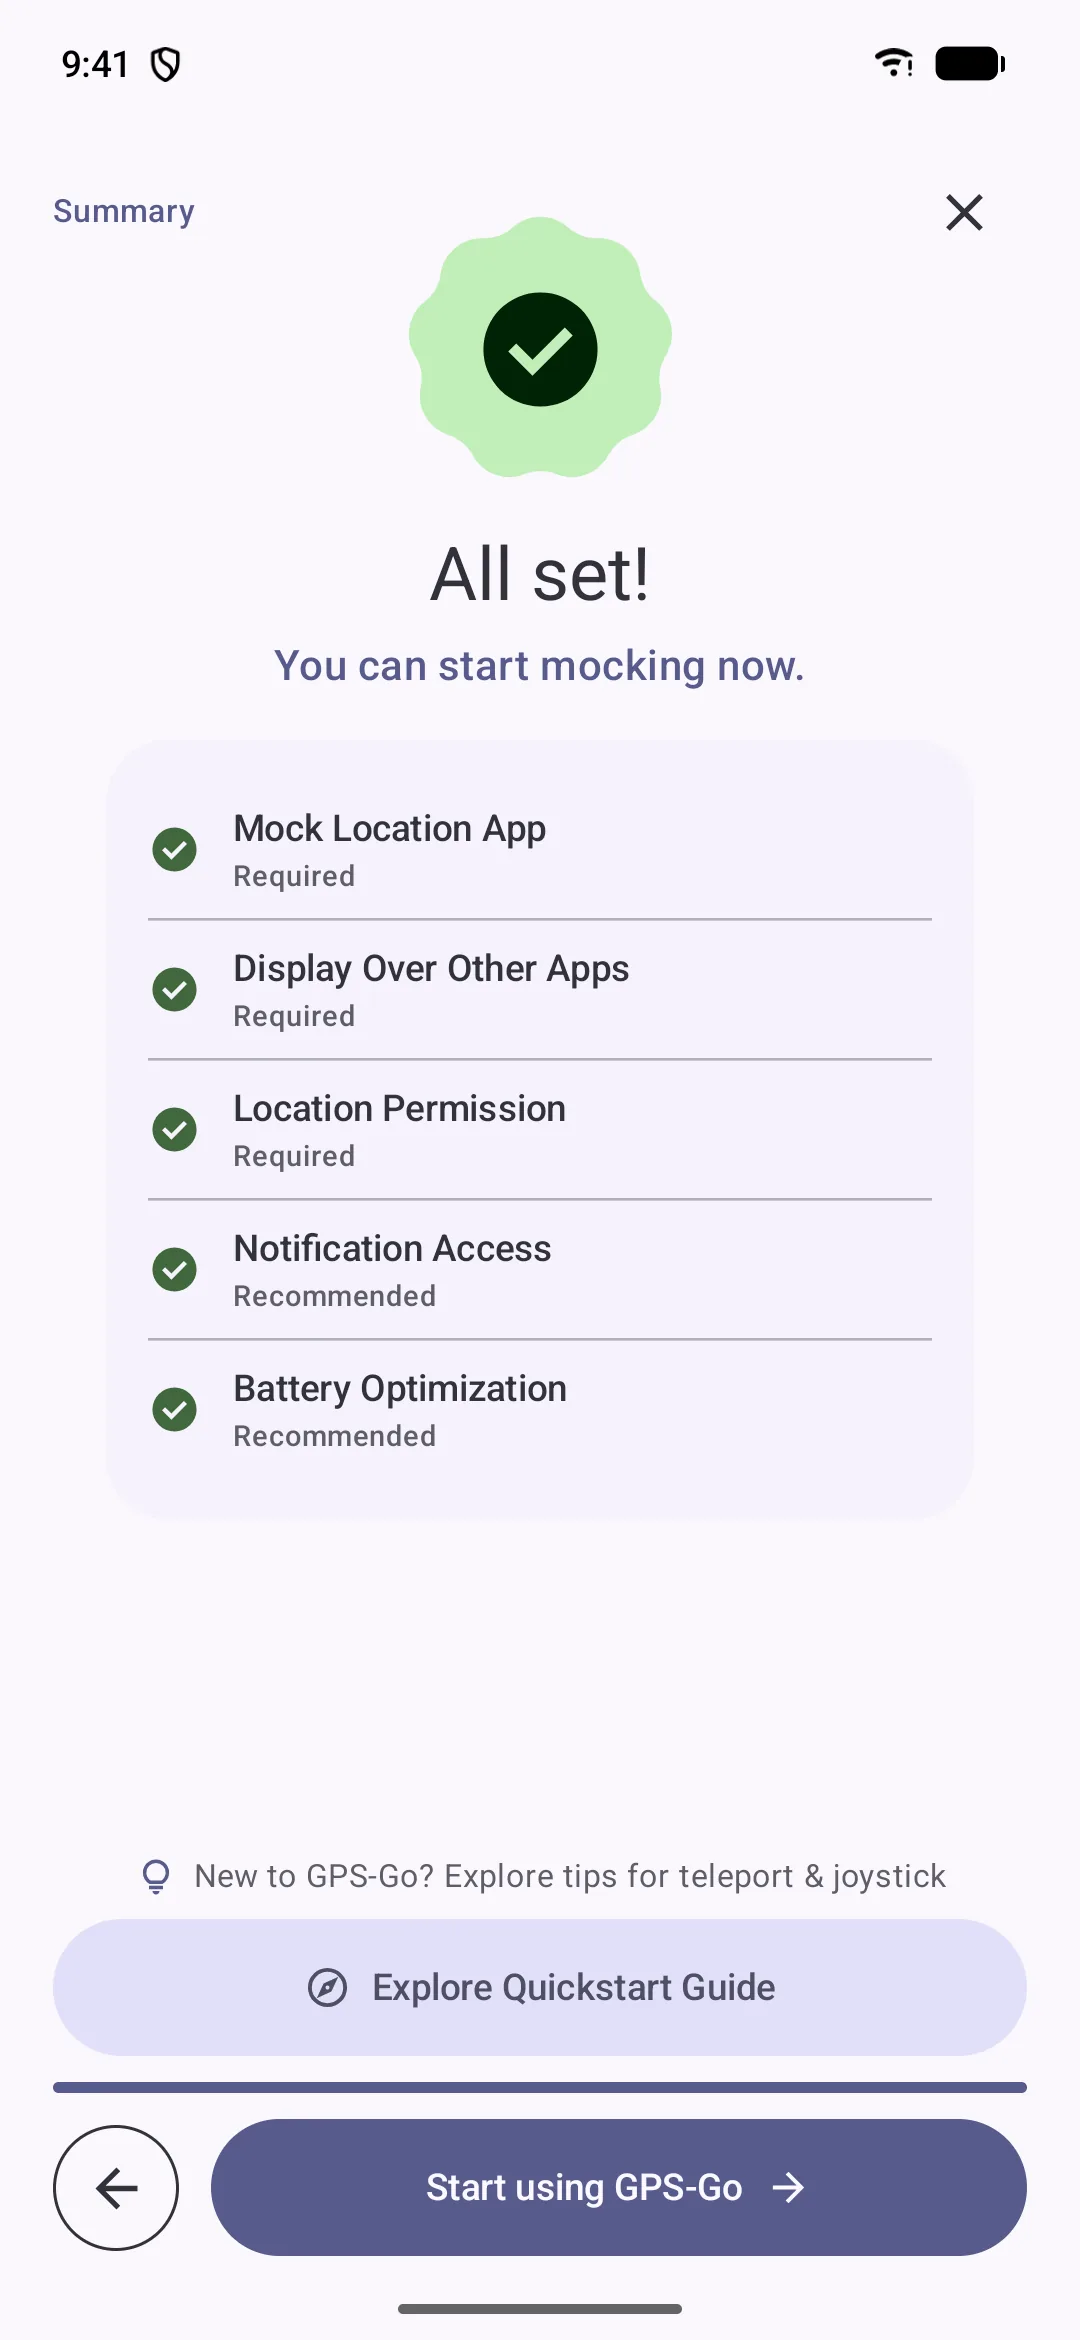 9:41
Summary
All set!
You can start mocking now.
Mock Location App
Required
Display Over Other Apps
Required
Location Permission
Required
Notification Access
Recommended
Battery Optimization
Recommended
New to GPS-Go? Explore tips for teleport & joystick
Explore Quickstart Guide
Start using GPS-Go